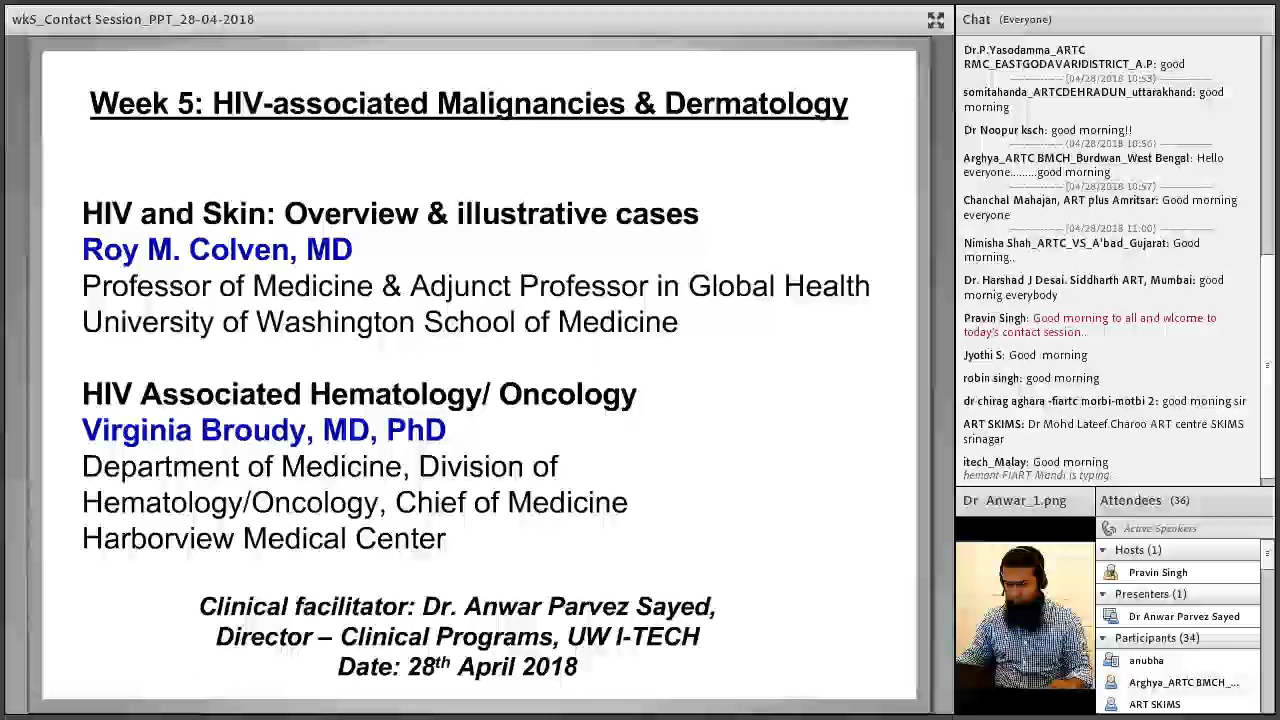 wk5_Contact Session_PPT_28-04-2018
Week 5: HIV-associated Malignancies & Dermatology
HIV and Skin: Overview & illustrative cases
Roy M. Colven, MD
Professor of Medicine & Adjunct Professor in Global Health
University of Washington School of Medicine
HIV Associated Hematology/ Oncology
Virginia Broudy, MD, PhD
Department of Medicine, Division of
Hematology/Oncology, Chief of Medicine
Harborview Medical Center
Clinical facilitator: Dr. Anwar Parvez Sayed,
Director – Clinical Programs, UW I-TECH
Date: 28th April 2018
Chat (Everyone)
Dr.P.Yasodamma_ARTC
RMC_EASTGODAVARIDISTRICT_A.P: good
(04/28/2018 10:53)
somitahanda_ARTCDEHRADUN_uttarakhand: good
morning
Dr Noopur ksch: good morning!!
(04/28/2018 10:56)
Arghya_ARTC BMCH_Burdwan_West Bengal: Hello
everyone.........good morning
(04/28/2018 10:57)
Chanchal Mahajan, ART plus Amritsar: Good morning
everyone
(04/28/2018 11:00)
Nimisha Shah_ARTC_VS_A'bad_Gujarat: Good
morning..
Dr. Harshad J Desai. Siddharth ART, Mumbai: good
mornig everybody
Pravin Singh: Good morning to all and wlcome to
today's contact session..
Jyothi S: Good morning
robin singh: good morning
dr chirag aghara -fiartc morbi-motbi 2: good moning sir
ART SKIMS: Dr Mohd Lateef Charoo ART centre SKIMS
srinagar
itech_Malay: Good morning
hemant FIART Mandi is typing.
Dr_Anwar_1.png
Attendees (36)
Active Speakers
Hosts (1)
Pravin Singh
Presenters (1)
Dr Anwar Parvez Sayed
Participants (34)
anubha
Arghya_ARTC BMCH_...
ART SKIMS